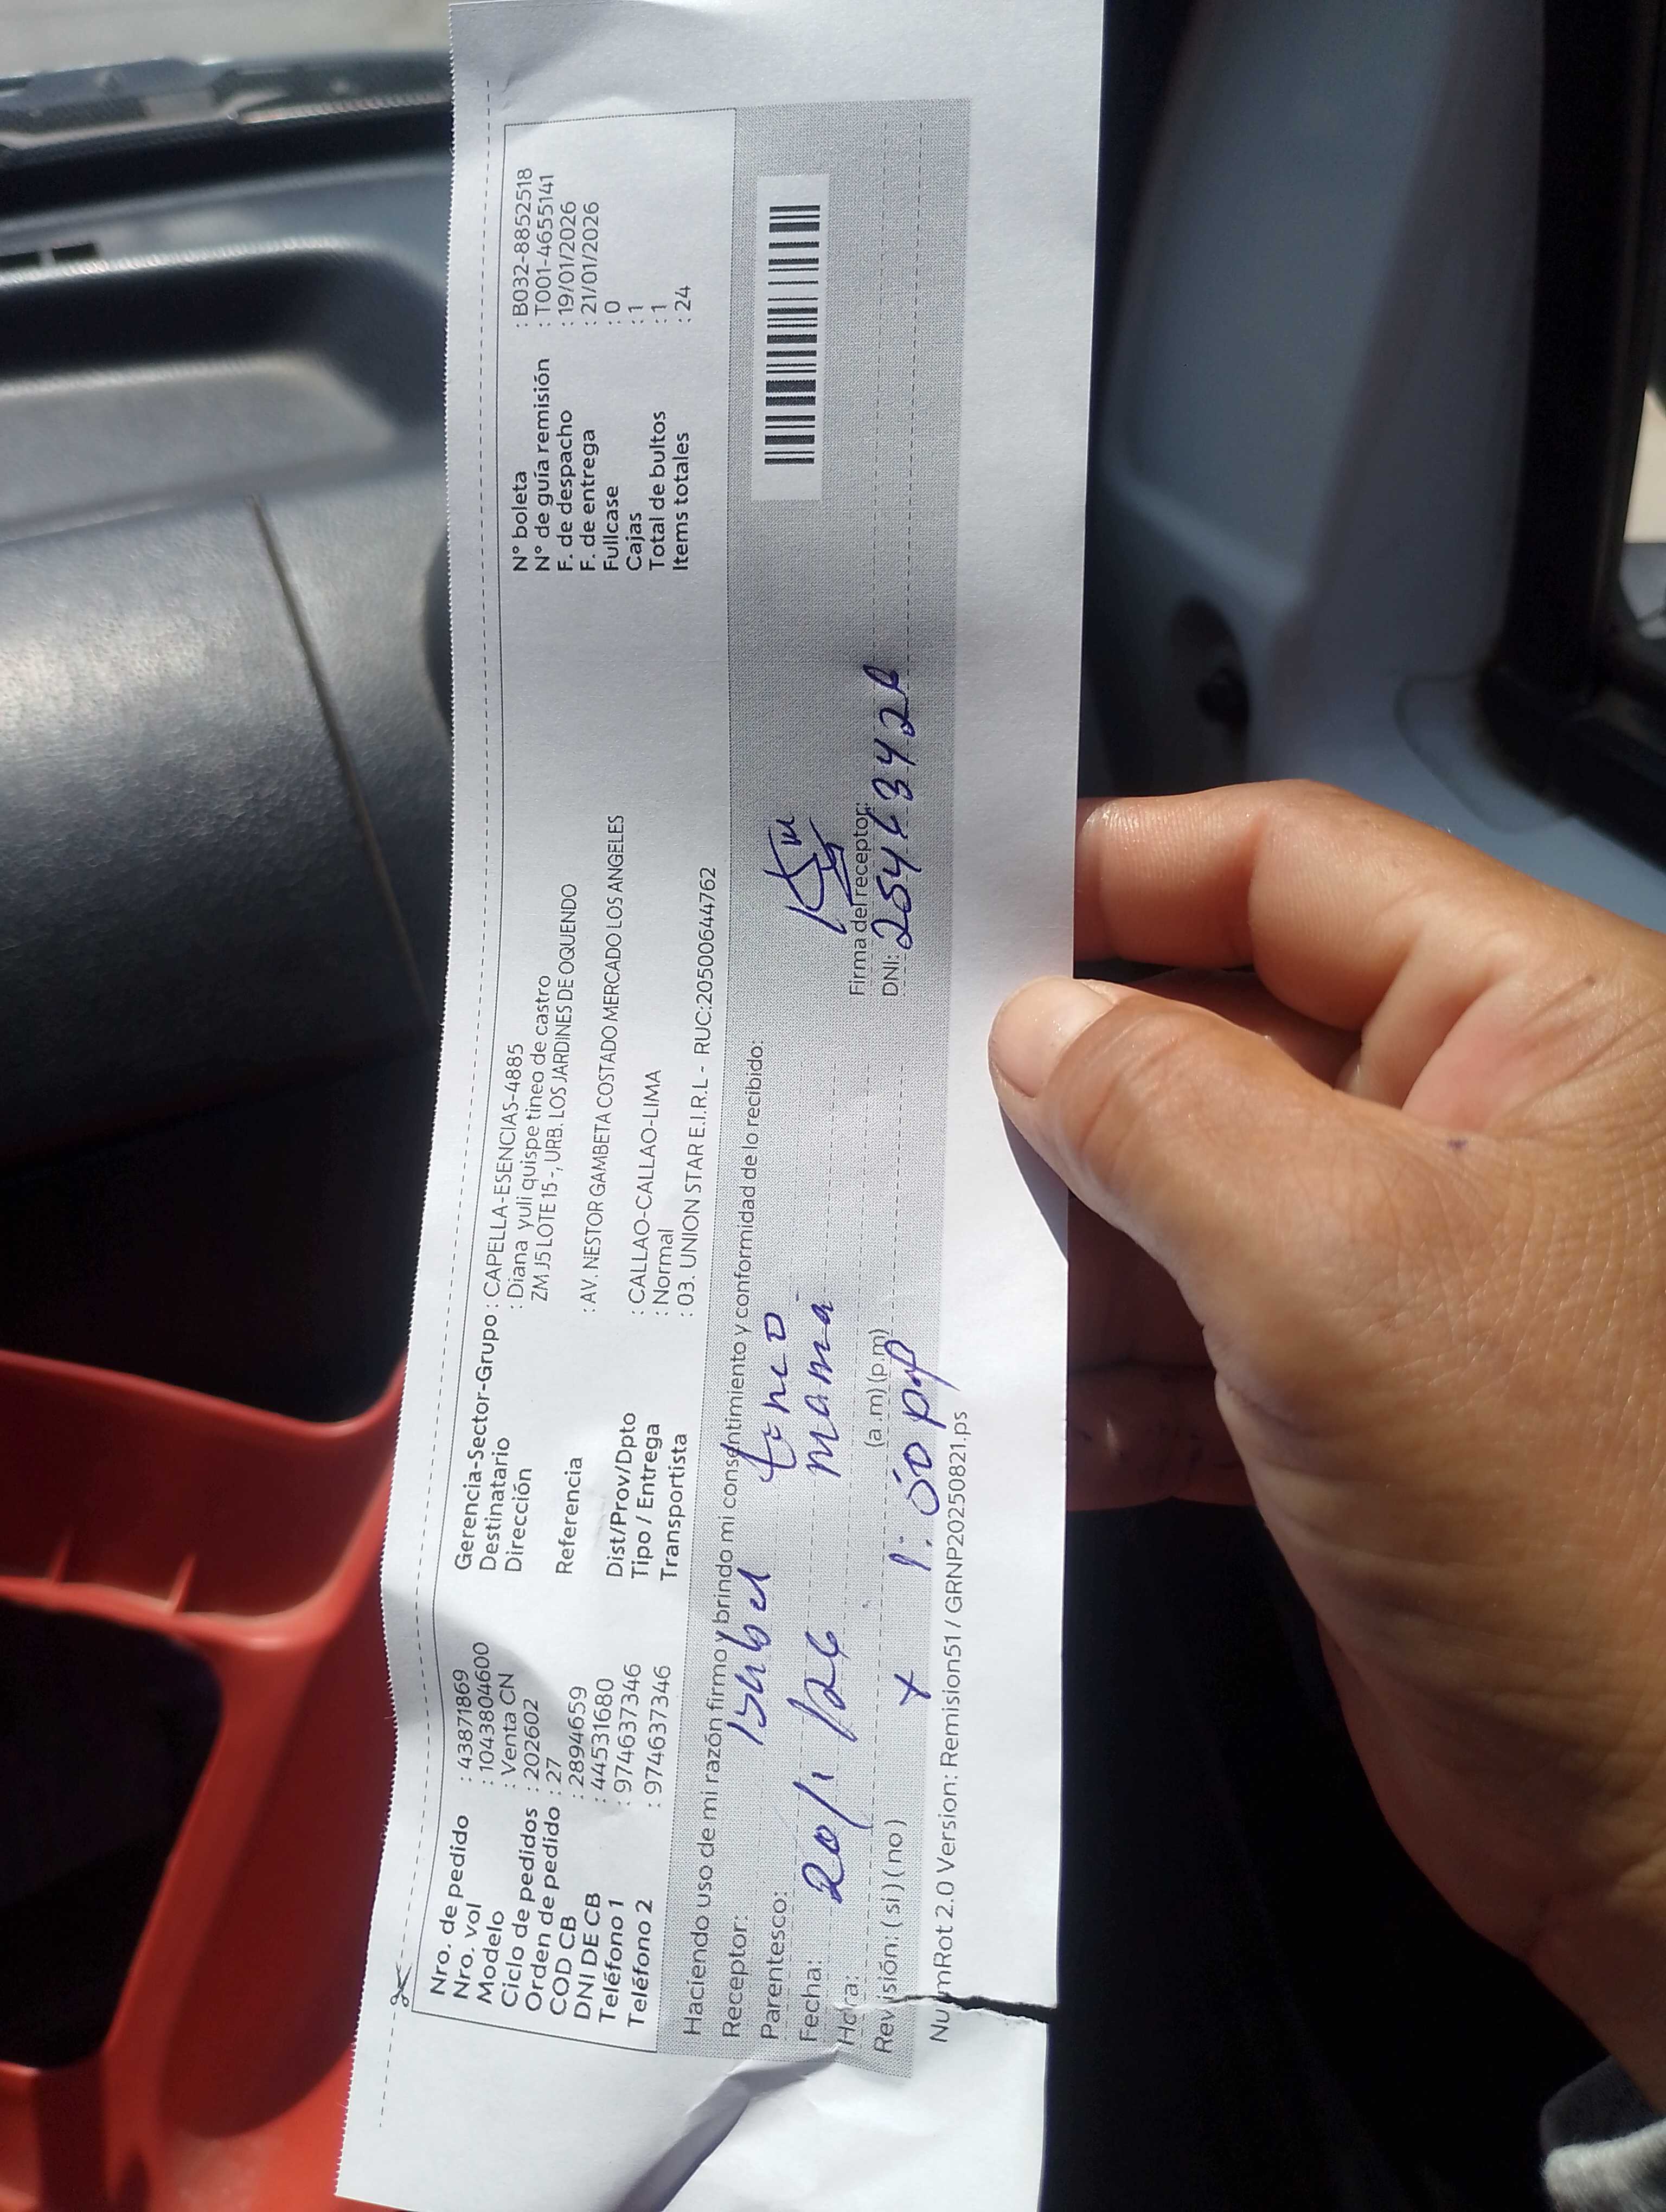 Nro. de pedido : 43871869
Nro. vol : 10438804600
Modelo : Venta CN
Ciclo de pedidos : 202602
Orden de pedido : 27
COD CB : 2894659
DNI DE CB : 44531680
Teléfono 1 : 974637346
Teléfono 2 : 974637346
Gerencia-Sector-Grupo : CAPELLA-ESENCIAS-4885
Destinatario : Diana yuli quispe tineo de castro
Dirección ZM J5 LOTE 15 -, URB. LOS JARDINES DE OQUENDO
Referencia : AV. NESTOR GAMBETA COSTADO MERCADO LOS ANGELES
Dist/Prov/Dpto : CALLAO-CALLAO-LIMA
Tipo / Entrega : Normal
Transportista : 03. UNION STAR E.I.R.L - RUC:20500644762
N° boleta : B032-8852518
N° de guía remisión : T001-4655141
F. de despacho : 19/01/2026
F. de entrega : 21/01/2026
Fullcase : 0
Cajas : 1
Total de bultos : 1
Items totales : 24
Haciendo uso de mi razón firmo y brindo mi consentimiento y conformidad de lo recibido:
Receptor: Isabel
Parentesco: mama
Fecha: 20/1/26
Hora: 1:00 (a.m) (p.m)
Revisión: ( si ) ( no ) x
Firma del receptor:
DNI:
NummRot 2.0 Version: Remision51 / GRNP20250821.ps